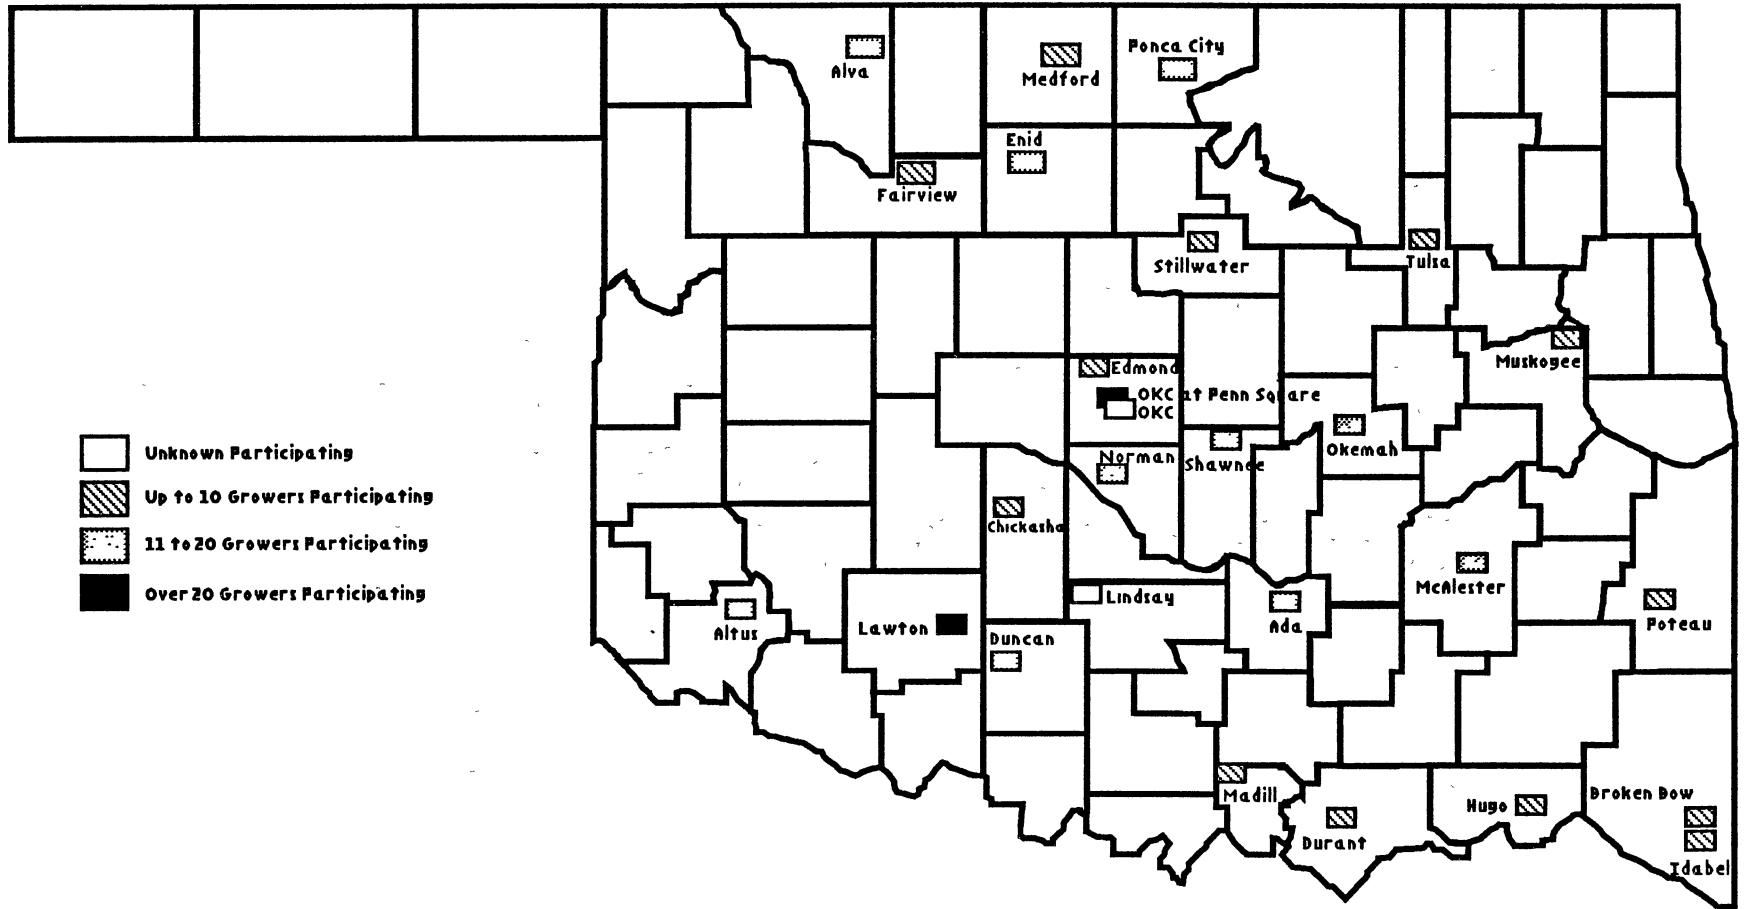 Ponca City
Alva
Medford
Enid
Fairview
Stillwater
Tulsa
Muskogee
Edmond
OKC at Penn Square
OKC
Okemah
Norman
Shawnee
Unknown Participating
Up to 10 Growers Participating
11 to 20 Growers Participating
Over 20 Growers Participating
Chickasha
McAlester
Lindsay
Poteau
Ada
Altus
Lawton
Duncan
Madill
Hugo
Broken Bow
Durant
Idabel